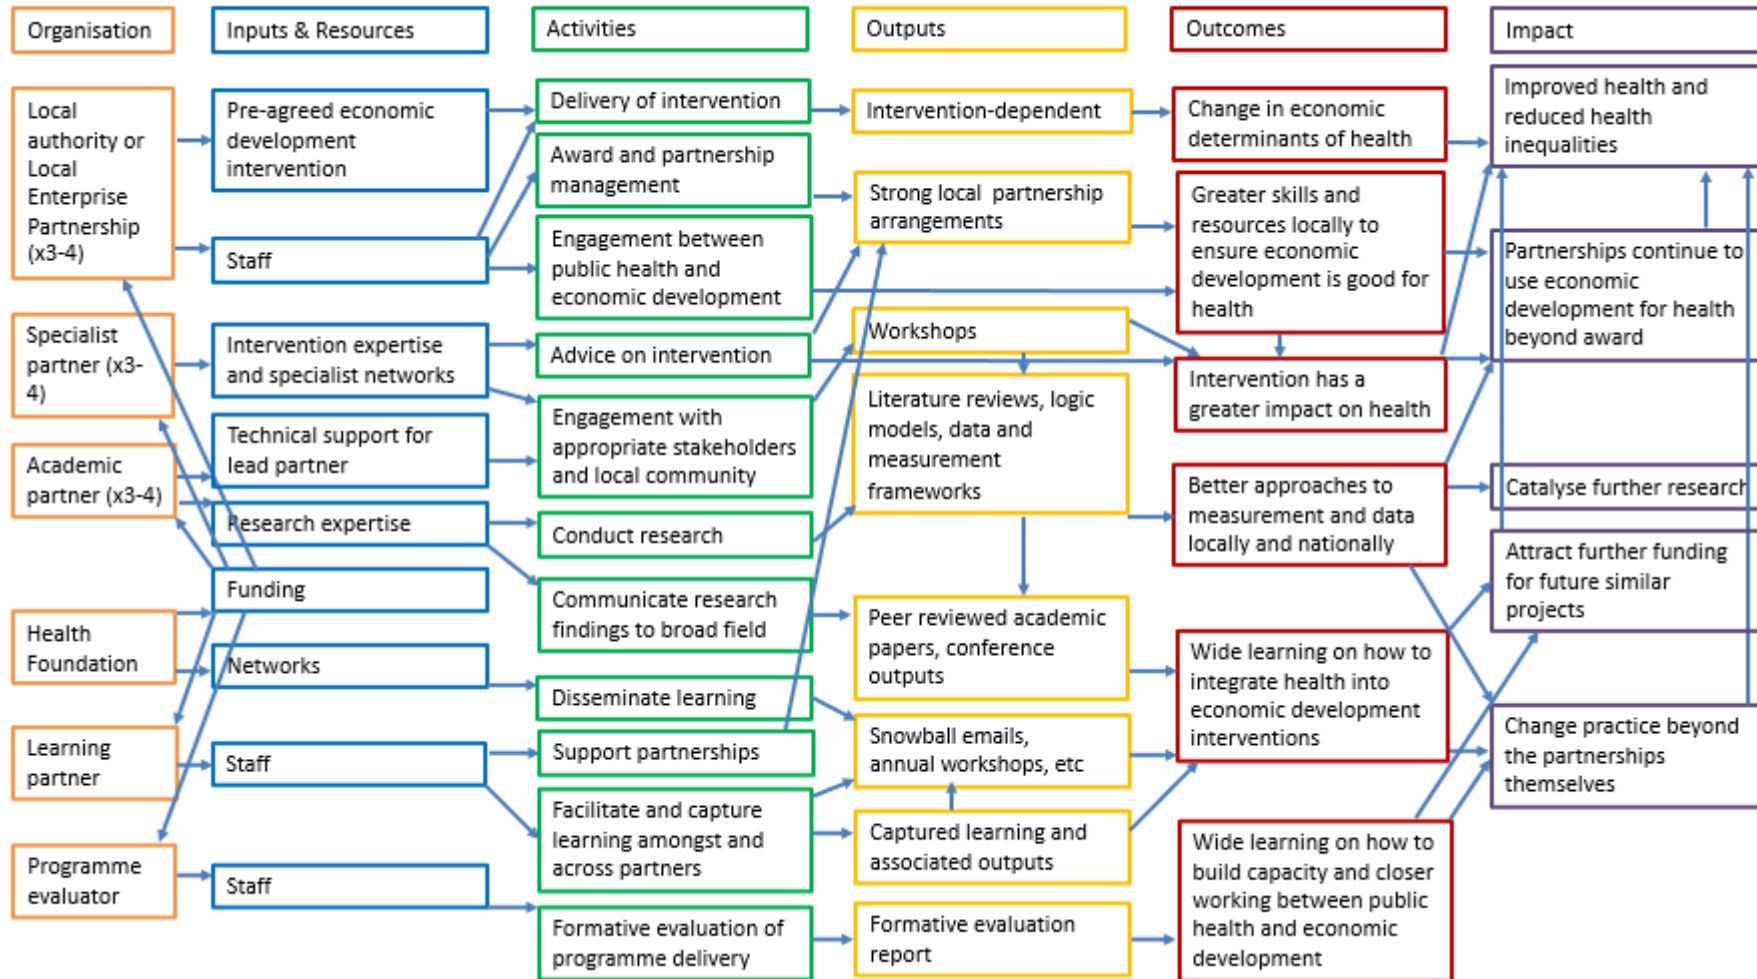 Organisation
Inputs & Resources
Activities
Outputs
Outcomes
Impact
Local
authority or
Local
Enterprise
Partnership
(x3-4)
Specialist
partner (x3-
4)
Academic
partner (x3-4)
Health
Foundation
Learning
partner
Programme
evaluator
Pre-agreed economic
development
intervention
Staff
Intervention expertise
and specialist networks
Technical support for
lead partner
Research expertise
Funding
Networks
Staff
Staff
Delivery of intervention
Award and partnership
management
Engagement between
public health and
economic development
Advice on intervention
Engagement with
appropriate stakeholders
and local community
Conduct research
Communicate research
findings to broad field
Disseminate learning
Support partnerships
Facilitate and capture
learning amongst and
across partners
Formative evaluation of
programme delivery
Intervention-dependent
Strong local partnership
arrangements
Workshops
Literature reviews, logic
models, data and
measurement
frameworks
Peer reviewed academic
papers, conference
outputs
Snowball emails,
annual workshops, etc
Captured learning and
associated outputs
Formative evaluation
report
Change in economic
determinants of health
Greater skills and
resources locally to
ensure economic
development is good for
health
Intervention has a
greater impact on health
Better approaches to
measurement and data
locally and nationally
Wide learning on how to
integrate health into
economic development
interventions
Wide learning on how to
build capacity and closer
working between public
health and economic
development
Improved health and
reduced health
inequalities
Partnerships continue to
use economic
development for health
beyond award
Catalyse further research
Attract further funding
for future similar
projects
Change practice beyond
the partnerships
themselves